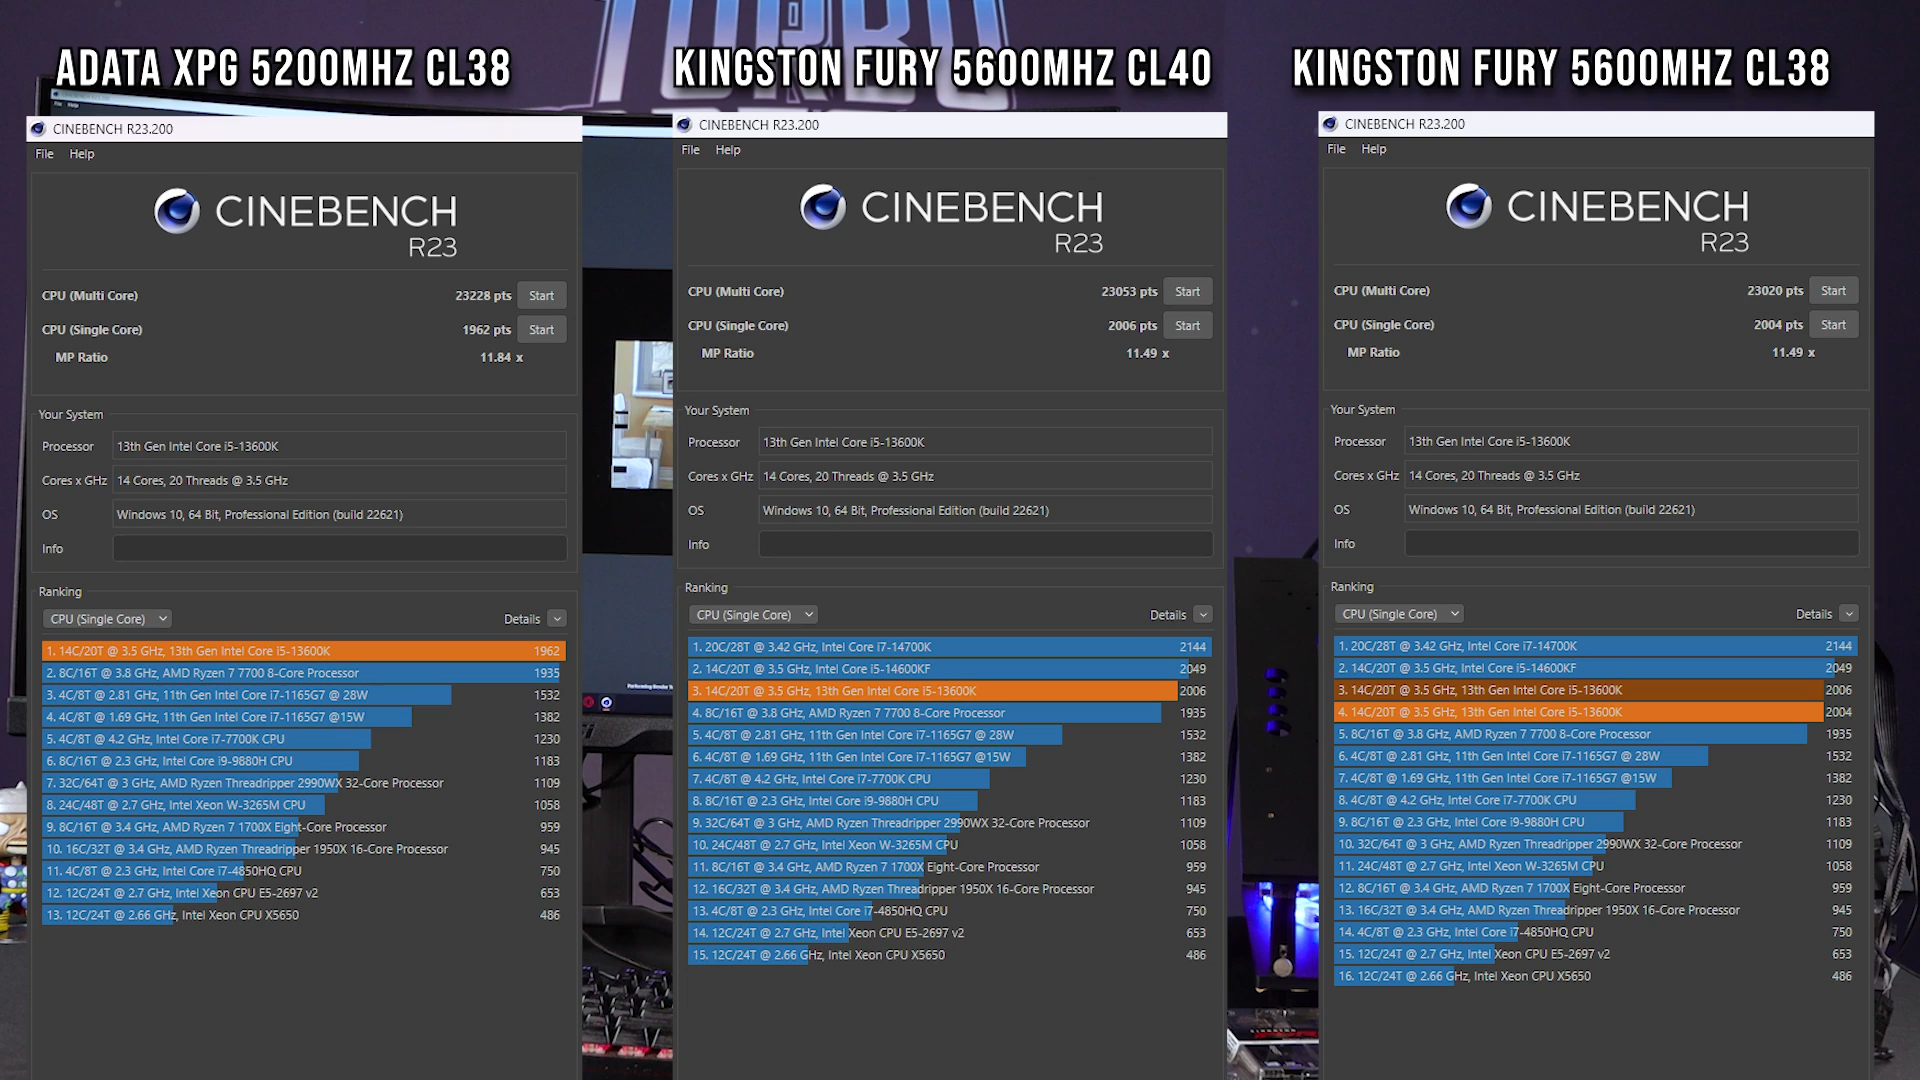 TURBO
ADATA XPG 5200MHZ CL38
CINEBENCH R23.200
File Help
CINEBENCH
R23
CPU (Multi Core) 23228 pts Start
CPU (Single Core) 1962 pts Start
MP Ratio 11.84 x
Your System
Processor 13th Gen Intel Core i5-13600K
Cores x GHz 14 Cores, 20 Threads @ 3.5 GHz
OS Windows 10, 64 Bit, Professional Edition (build 22621)
Info
Ranking
CPU (Single Core) Details
1. 14C/20T @ 3.5 GHz, 13th Gen Intel Core i5-13600K 1962
2. 8C/16T @ 3.8 GHz, AMD Ryzen 7 7700 8-Core Processor 1935
3. 4C/8T @ 2.81 GHz, 11th Gen Intel Core i7-1165G7 @ 28W 1532
4. 4C/8T @ 1.69 GHz, 11th Gen Intel Core i7-1165G7 @15W 1382
5. 4C/8T @ 4.2 GHz, Intel Core i7-7700K CPU 1230
6. 8C/16T @ 2.3 GHz, Intel Core i9-9880H CPU 1183
7. 32C/64T @ 3 GHz, AMD Ryzen Threadripper 2990WX 32-Core Processor 1109
8. 24C/48T @ 2.7 GHz, Intel Xeon W-3265M CPU 1058
9. 8C/16T @ 3.4 GHz, AMD Ryzen 7 1700X Eight-Core Processor 959
10. 16C/32T @ 3.4 GHz, AMD Ryzen Threadripper 1950X 16-Core Processor 945
11. 4C/8T @ 2.3 GHz, Intel Core i7-4850HQ CPU 750
12. 12C/24T @ 2.7 GHz, Intel Xeon CPU E5-2697 v2 653
13. 12C/24T @ 2.66 GHz, Intel Xeon CPU X5650 486
KINGSTON FURY 5600MHZ CL40
CINEBENCH R23.200
File Help
CINEBENCH
R23
CPU (Multi Core) 23053 pts Start
CPU (Single Core) 2006 pts Start
MP Ratio 11.49 x
Your System
Processor 13th Gen Intel Core i5-13600K
Cores x GHz 14 Cores, 20 Threads @ 3.5 GHz
OS Windows 10, 64 Bit, Professional Edition (build 22621)
Info
Ranking
CPU (Single Core) Details
1. 20C/28T @ 3.42 GHz, Intel Core i7-14700K 2144
2. 14C/20T @ 3.5 GHz, Intel Core i5-14600KF 2049
3. 14C/20T @ 3.5 GHz, 13th Gen Intel Core i5-13600K 2006
4. 8C/16T @ 3.8 GHz, AMD Ryzen 7 7700 8-Core Processor 1935
5. 4C/8T @ 2.81 GHz, 11th Gen Intel Core i7-1165G7 @ 28W 1532
6. 4C/8T @ 1.69 GHz, 11th Gen Intel Core i7-1165G7 @15W 1382
7. 4C/8T @ 4.2 GHz, Intel Core i7-7700K CPU 1230
8. 8C/16T @ 2.3 GHz, Intel Core i9-9880H CPU 1183
9. 32C/64T @ 3 GHz, AMD Ryzen Threadripper 2990WX 32-Core Processor 1109
10. 24C/48T @ 2.7 GHz, Intel Xeon W-3265M CPU 1058
11. 8C/16T @ 3.4 GHz, AMD Ryzen 7 1700X Eight-Core Processor 959
12. 16C/32T @ 3.4 GHz, AMD Ryzen Threadripper 1950X 16-Core Processor 945
13. 4C/8T @ 2.3 GHz, Intel Core i7-4850HQ CPU 750
14. 12C/24T @ 2.7 GHz, Intel Xeon CPU E5-2697 v2 653
15. 12C/24T @ 2.66 GHz, Intel Xeon CPU X5650 486
KINGSTON FURY 5600MHZ CL38
CINEBENCH R23.200
File Help
CINEBENCH
R23
CPU (Multi Core) 23020 pts Start
CPU (Single Core) 2004 pts Start
MP Ratio 11.49 x
Your System
Processor 13th Gen Intel Core i5-13600K
Cores x GHz 14 Cores, 20 Threads @ 3.5 GHz
OS Windows 10, 64 Bit, Professional Edition (build 22621)
Info
Ranking
CPU (Single Core) Details
1. 20C/28T @ 3.42 GHz, Intel Core i7-14700K 2144
2. 14C/20T @ 3.5 GHz, Intel Core i5-14600KF 2049
3. 14C/20T @ 3.5 GHz, 13th Gen Intel Core i5-13600K 2006
4. 14C/20T @ 3.5 GHz, 13th Gen Intel Core i5-13600K 2004
5. 8C/16T @ 3.8 GHz, AMD Ryzen 7 7700 8-Core Processor 1935
6. 4C/8T @ 2.81 GHz, 11th Gen Intel Core i7-1165G7 @ 28W 1532
7. 4C/8T @ 1.69 GHz, 11th Gen Intel Core i7-1165G7 @15W 1382
8. 4C/8T @ 4.2 GHz, Intel Core i7-7700K CPU 1230
9. 8C/16T @ 2.3 GHz, Intel Core i9-9880H CPU 1183
10. 32C/64T @ 3 GHz, AMD Ryzen Threadripper 2990WX 32-Core Processor 1109
11. 24C/48T @ 2.7 GHz, Intel Xeon W-3265M CPU 1058
12. 8C/16T @ 3.4 GHz, AMD Ryzen 7 1700X Eight-Core Processor 959
13. 16C/32T @ 3.4 GHz, AMD Ryzen Threadripper 1950X 16-Core Processor 945
14. 4C/8T @ 2.3 GHz, Intel Core i7-4850HQ CPU 750
15. 12C/24T @ 2.7 GHz, Intel Xeon CPU E5-2697 v2 653
16. 12C/24T @ 2.66 GHz, Intel Xeon CPU X5650 486